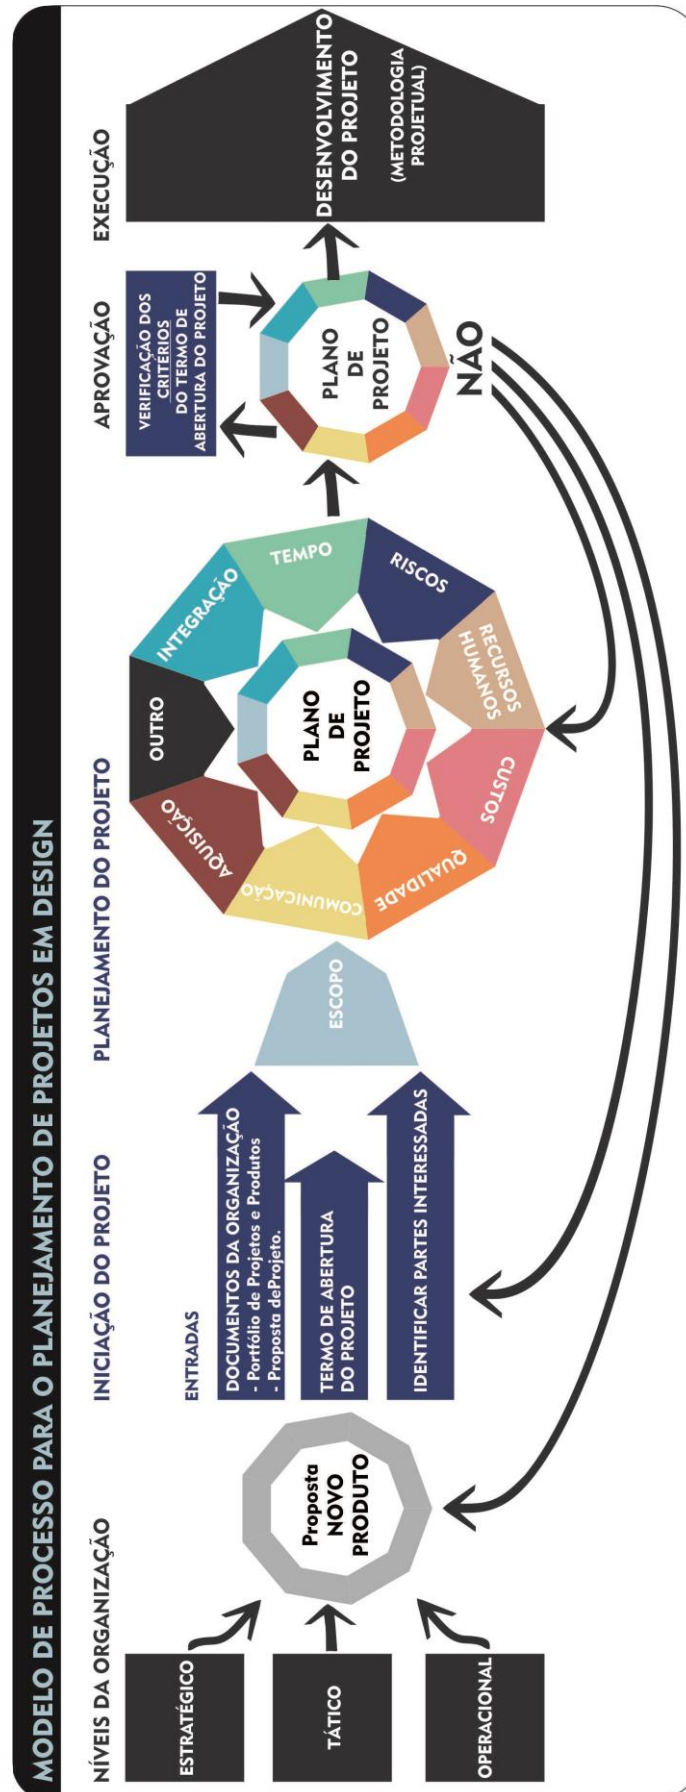 MODELO DE PROCESSO PARA O PLANEJAMENTO DE PROJETOS EM DESIGN
NÍVEIS DA ORGANIZAÇÃO
ESTRATÉGICO
TÁTICO
OPERACIONAL
Proposta
NOVO
PRODUTO
INICIAÇÃO DO PROJETO
ENTRADAS
DOCUMENTOS DA ORGANIZAÇÃO
- Portfólio de Projetos e Produtos
- Proposta deProjeto.
TERMO DE ABERTURA
DO PROJETO
IDENTIFICAR PARTES INTERESSADAS
PLANEJAMENTO DO PROJETO
ESCOPO
OUTRO
INTEGRAÇÃO
TEMPO
RISCOS
RECURSOS
HUMANOS
CUSTOS
QUALIDADE
COMUNICAÇÃO
AQUISIÇÃO
PLANO
DE
PROJETO
APROVAÇÃO
VERIFICAÇÃO DOS
CRITÉRIOS
DO TERMO DE
ABERTURA DO PROJETO
PLANO
DE
PROJETO
NÃO
EXECUÇÃO
DESENVOLVIMENTO
DO PROJETO
(METODOLOGIA
PROJETUAL)